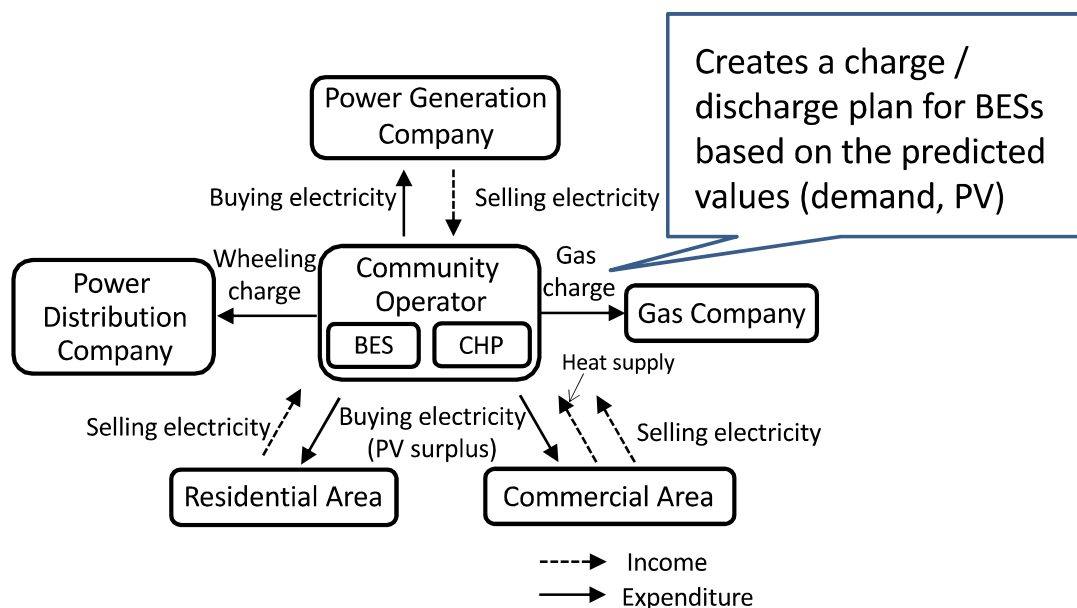 Creates a charge /
discharge plan for BESs
based on the predicted
values (demand, PV)
Power Generation
Company
Buying electricity
Selling electricity
Power
Distribution
Company
Wheeling
charge
Community
Operator
BES
CHP
Gas
charge
Gas Company
Heat supply
Selling electricity
Buying electricity
(PV surplus)
Selling electricity
Residential Area
Commercial Area
Income
Expenditure